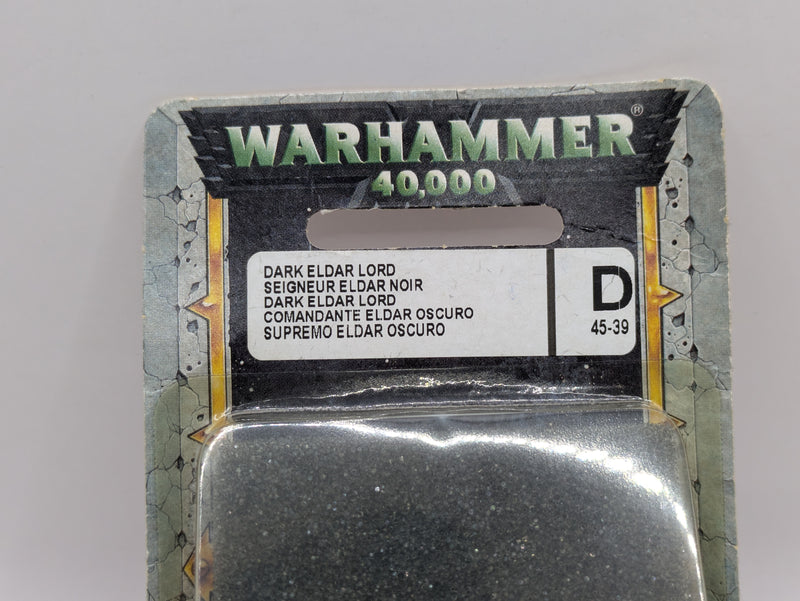 WARHAMMER®
40,000
DARK ELDAR LORD
SEIGNEUR ELDAR NOIR
DARK ELDAR LORD
COMANDANTE ELDAR OSCURO
SUPREMO ELDAR OSCURO
D
45-39